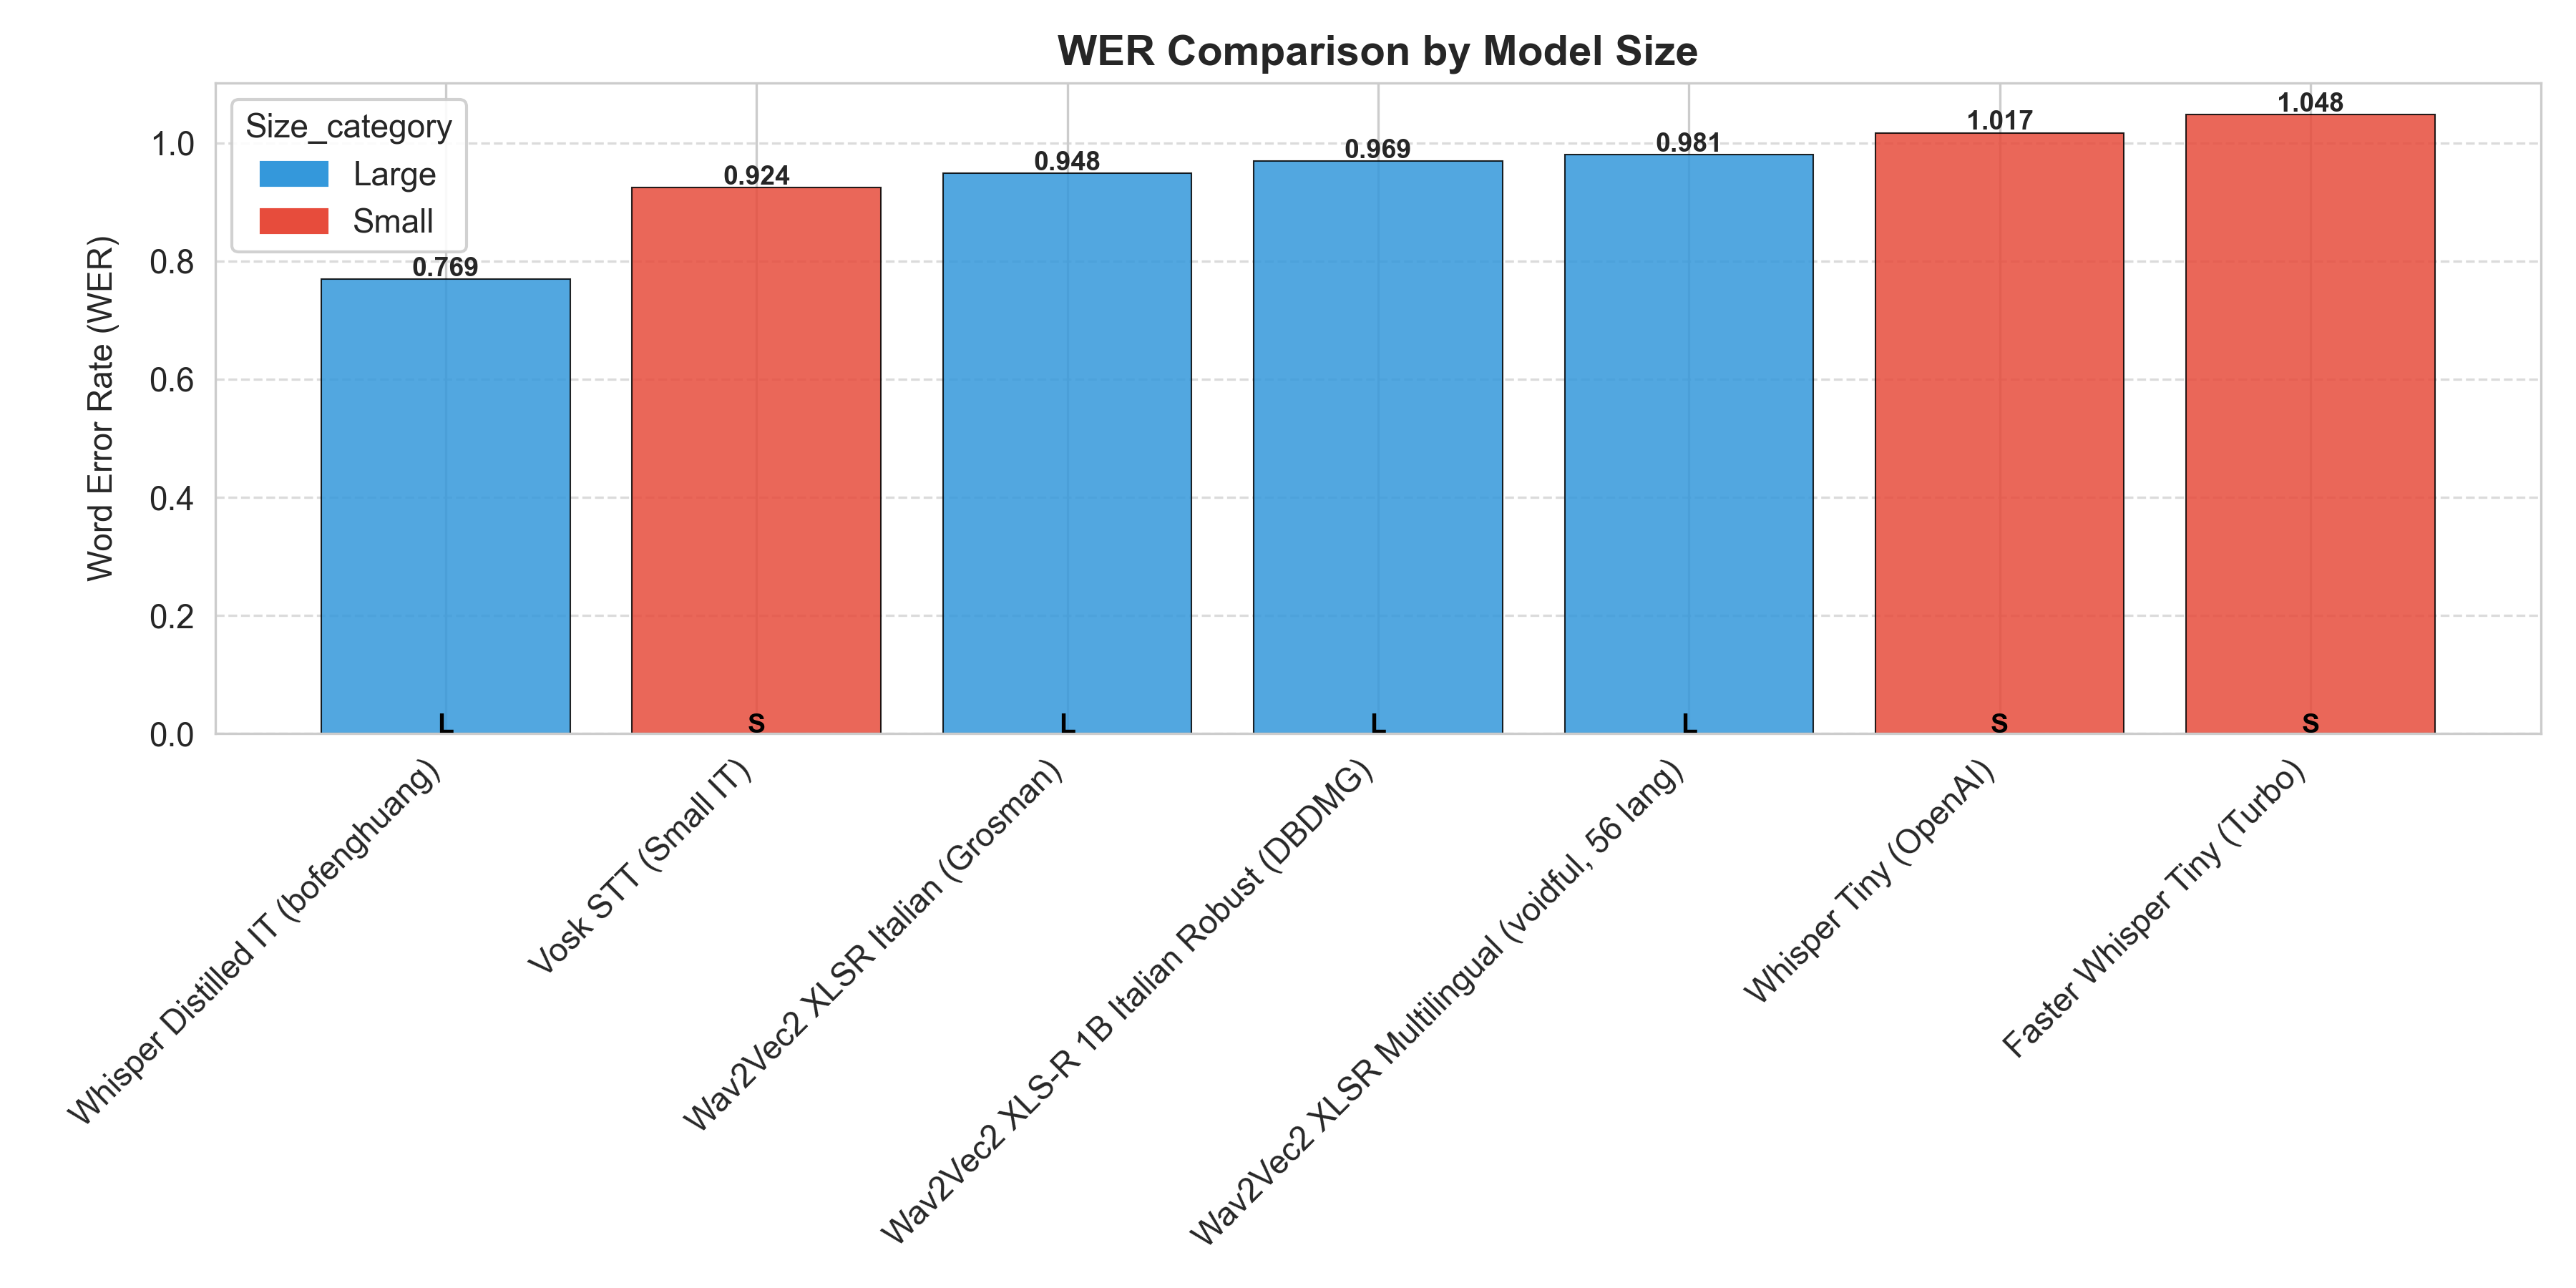 WER Comparison by Model Size
Size_category
Large
Small
Word Error Rate (WER)
1.0
0.8
0.6
0.4
0.2
0.0
0.769
0.924
0.948
0.969
0.981
1.017
1.048
L
S
L
L
L
S
S
Whisper Distilled IT (bofenghuang)
Vosk STT (Small IT)
Wav2Vec2 XLSR Italian (Grosman)
Wav2Vec2 XLS-R 1B Italian Robust (DBDMG)
Wav2Vec2 XLSR Multilingual (voidful, 56 lang)
Whisper Tiny (OpenAI)
Faster Whisper Tiny (Turbo)